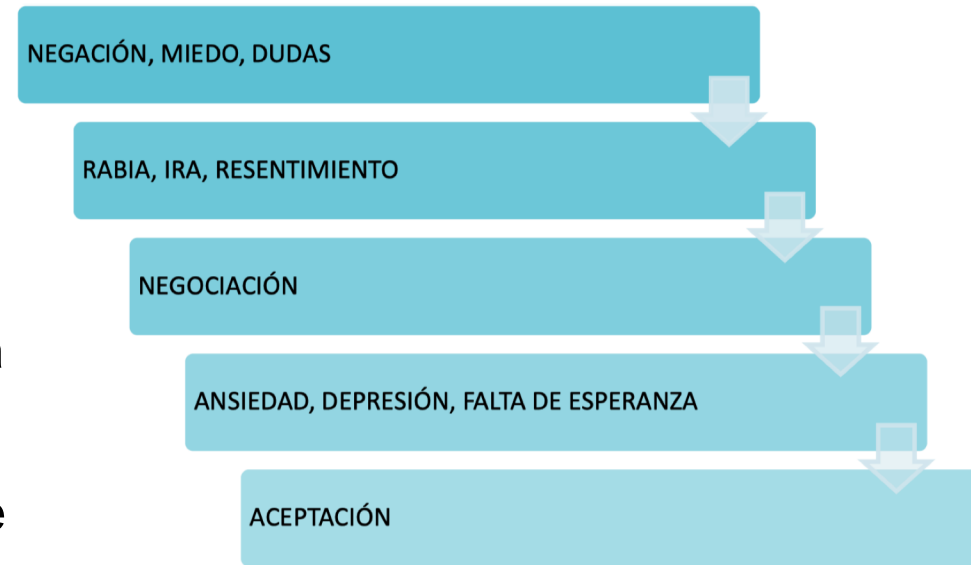 NEGACIÓN, MIEDO, DUDAS
RABIA, IRA, RESENTIMIENTO
NEGOCIACIÓN
ANSIEDAD, DEPRESIÓN, FALTA DE ESPERANZA
ACEPTACIÓN